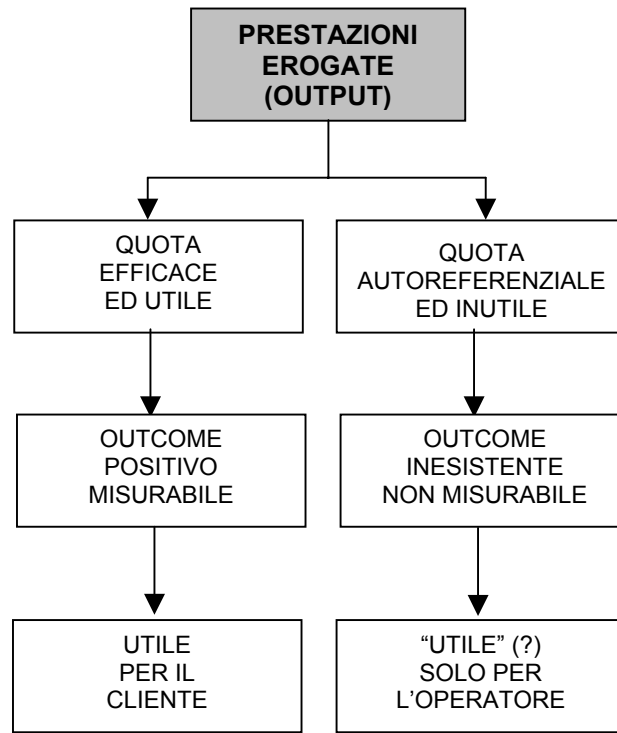 PRESTAZIONI
EROGATE
(OUTPUT)
QUOTA
EFFICACE
ED UTILE
QUOTA
AUTOREFERENZIALE
ED INUTILE
OUTCOME
POSITIVO
MISURABILE
OUTCOME
INESISTENTE
NON MISURABILE
UTILE
PER IL
CLIENTE
“UTILE” (?)
SOLO PER
L’OPERATORE